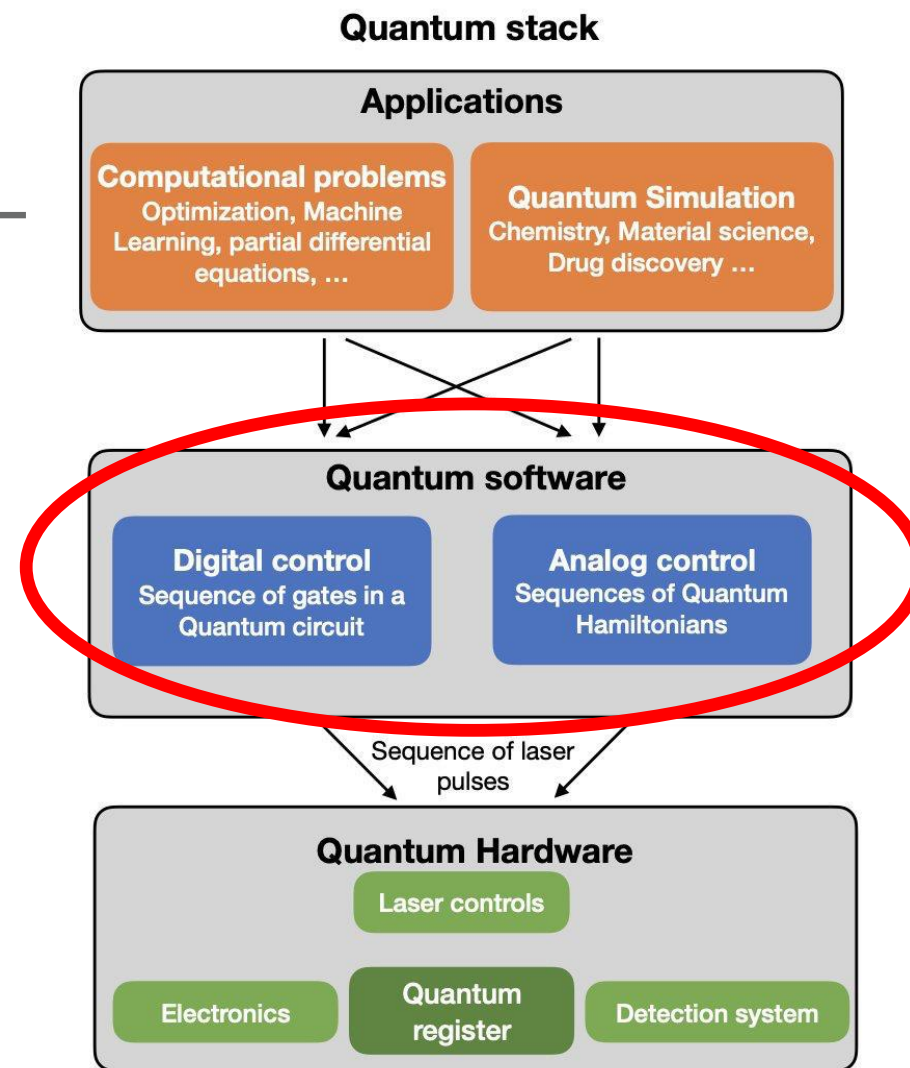 Quantum stack
Applications
Computational problems
Optimization, Machine
Learning, partial differential
equations, ...
Quantum Simulation
Chemistry, Material science,
Drug discovery ...
Quantum software
Digital control
Sequence of gates in a
Quantum circuit
Analog control
Sequences of Quantum
Hamiltonians
Sequence of laser
pulses
Quantum Hardware
Laser controls
Electronics
Quantum
register
Detection system